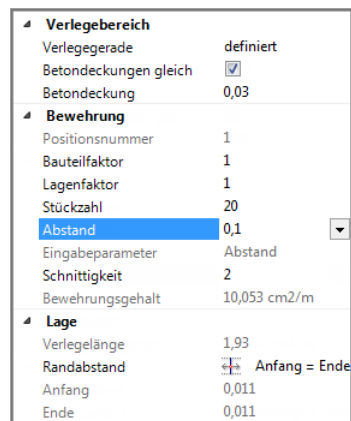 Verlegebereich
Verlegegerade definiert
Betondeckungen gleich
Betondeckung 0,03
Bewehrung
Positionsnummer 1
Bauteilfaktor 1
Lagenfaktor 1
Stückzahl 20
Abstand 0,1
Eingabeparameter Abstand
Schnittigkeit 2
Bewehrungsgehalt 10,053 cm2/m
Lage
Verlegelänge 1,93
Randabstand Anfang = Ende
Anfang 0,011
Ende 0,011